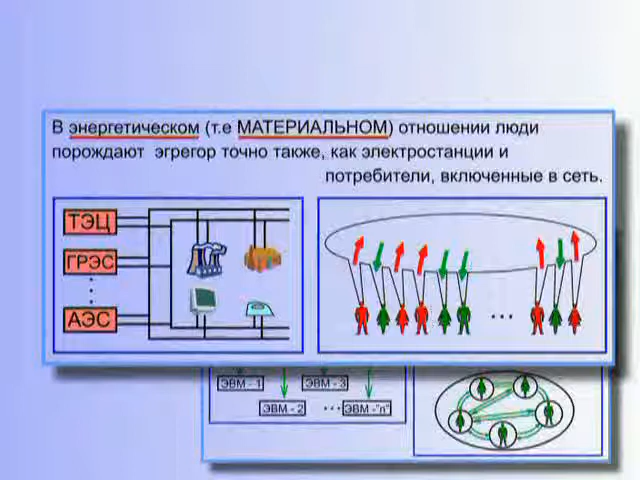 В энергетическом (т.е МАТЕРИАЛЬНОМ) отношении люди
порождают эгрегор точно также, как электростанции и
потребители, включенные в сеть.
ТЭЦ
ГРЭС
АЭС
ЭВМ - 1
ЭВМ - 3
ЭВМ - 2
ЭВМ -"n"